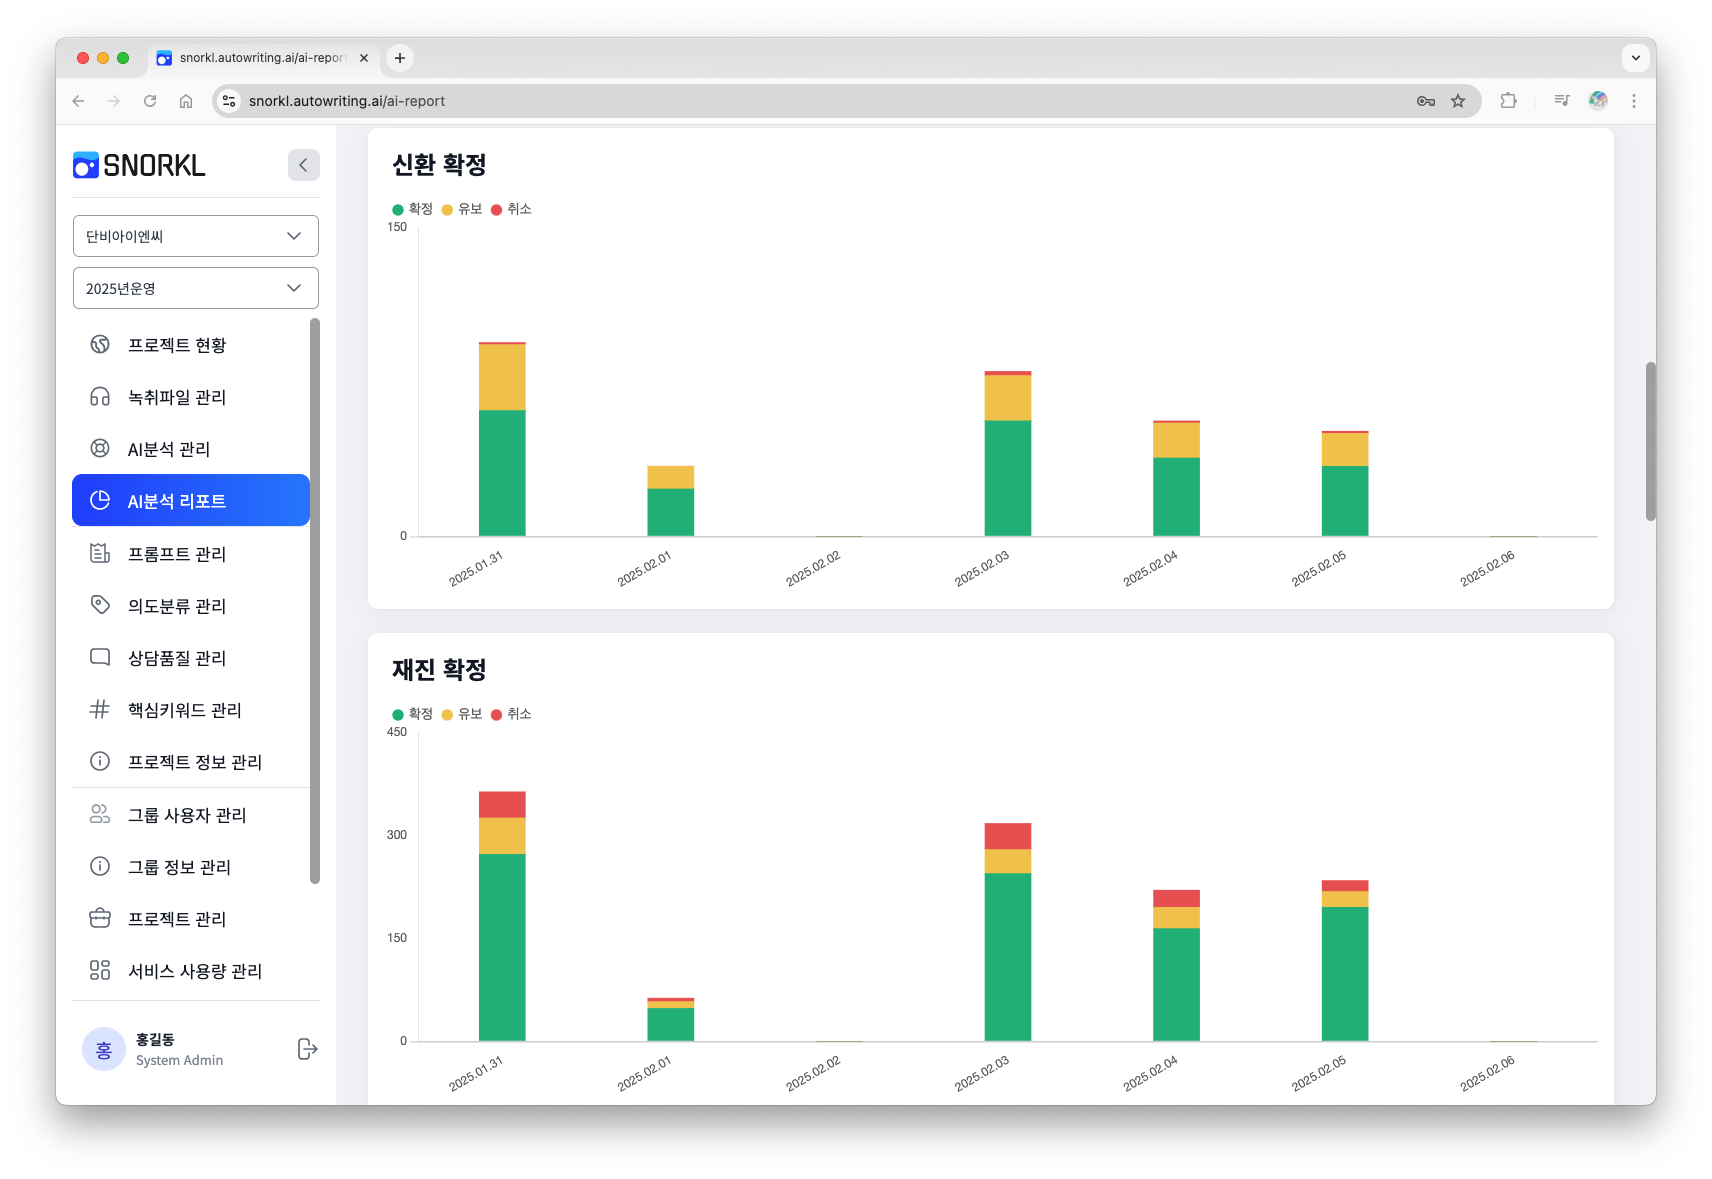 snorkl.autowriting.ai/ai-repor
snorkl.autowriting.ai/ai-report
SNORKL
단비아이엔씨
2025년운영
프로젝트 현황
녹취파일 관리
AI분석 관리
AI분석 리포트
프롬프트 관리
의도분류 관리
상담품질 관리
핵심키워드 관리
프로젝트 정보 관리
그룹 사용자 관리
그룹 정보 관리
프로젝트 관리
서비스 사용량 관리
홍
홍길동
System Admin
신환 확정
확정 유보 취소
150
0
2025.01.31
2025.02.01
2025.02.02
2025.02.03
2025.02.04
2025.02.05
2025.02.06
재진 확정
확정 유보 취소
450
300
150
0
2025.01.31
2025.02.01
2025.02.02
2025.02.03
2025.02.04
2025.02.05
2025.02.06